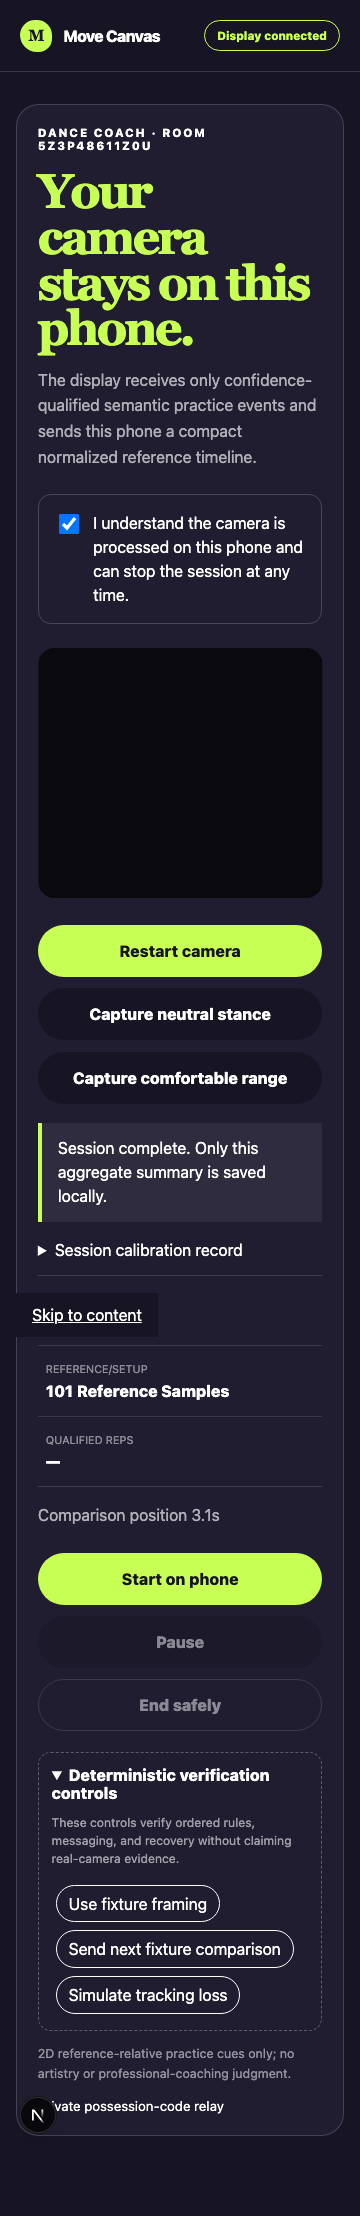 M Move Canvas Display connected
DANCE COACH · ROOM
5Z3P48611Z0U
Your
camera
stays on this
phone.
The display receives only confidence-
qualified semantic practice events and
sends this phone a compact
normalized reference timeline.
I understand the camera is
processed on this phone and
can stop the session at any
time.
Restart camera
Capture neutral stance
Capture comfortable range
Session complete. Only this
aggregate summary is saved
locally.
Session calibration record
Skip to content
REFERENCE/SETUP
101 Reference Samples
QUALIFIED REPS
—
Comparison position 3.1s
Start on phone
Pause
End safely
Deterministic verification
controls
These controls verify ordered rules,
messaging, and recovery without claiming
real-camera evidence.
Use fixture framing
Send next fixture comparison
Simulate tracking loss
2D reference-relative practice cues only; no
artistry or professional-coaching judgment.
possession-code relay
N